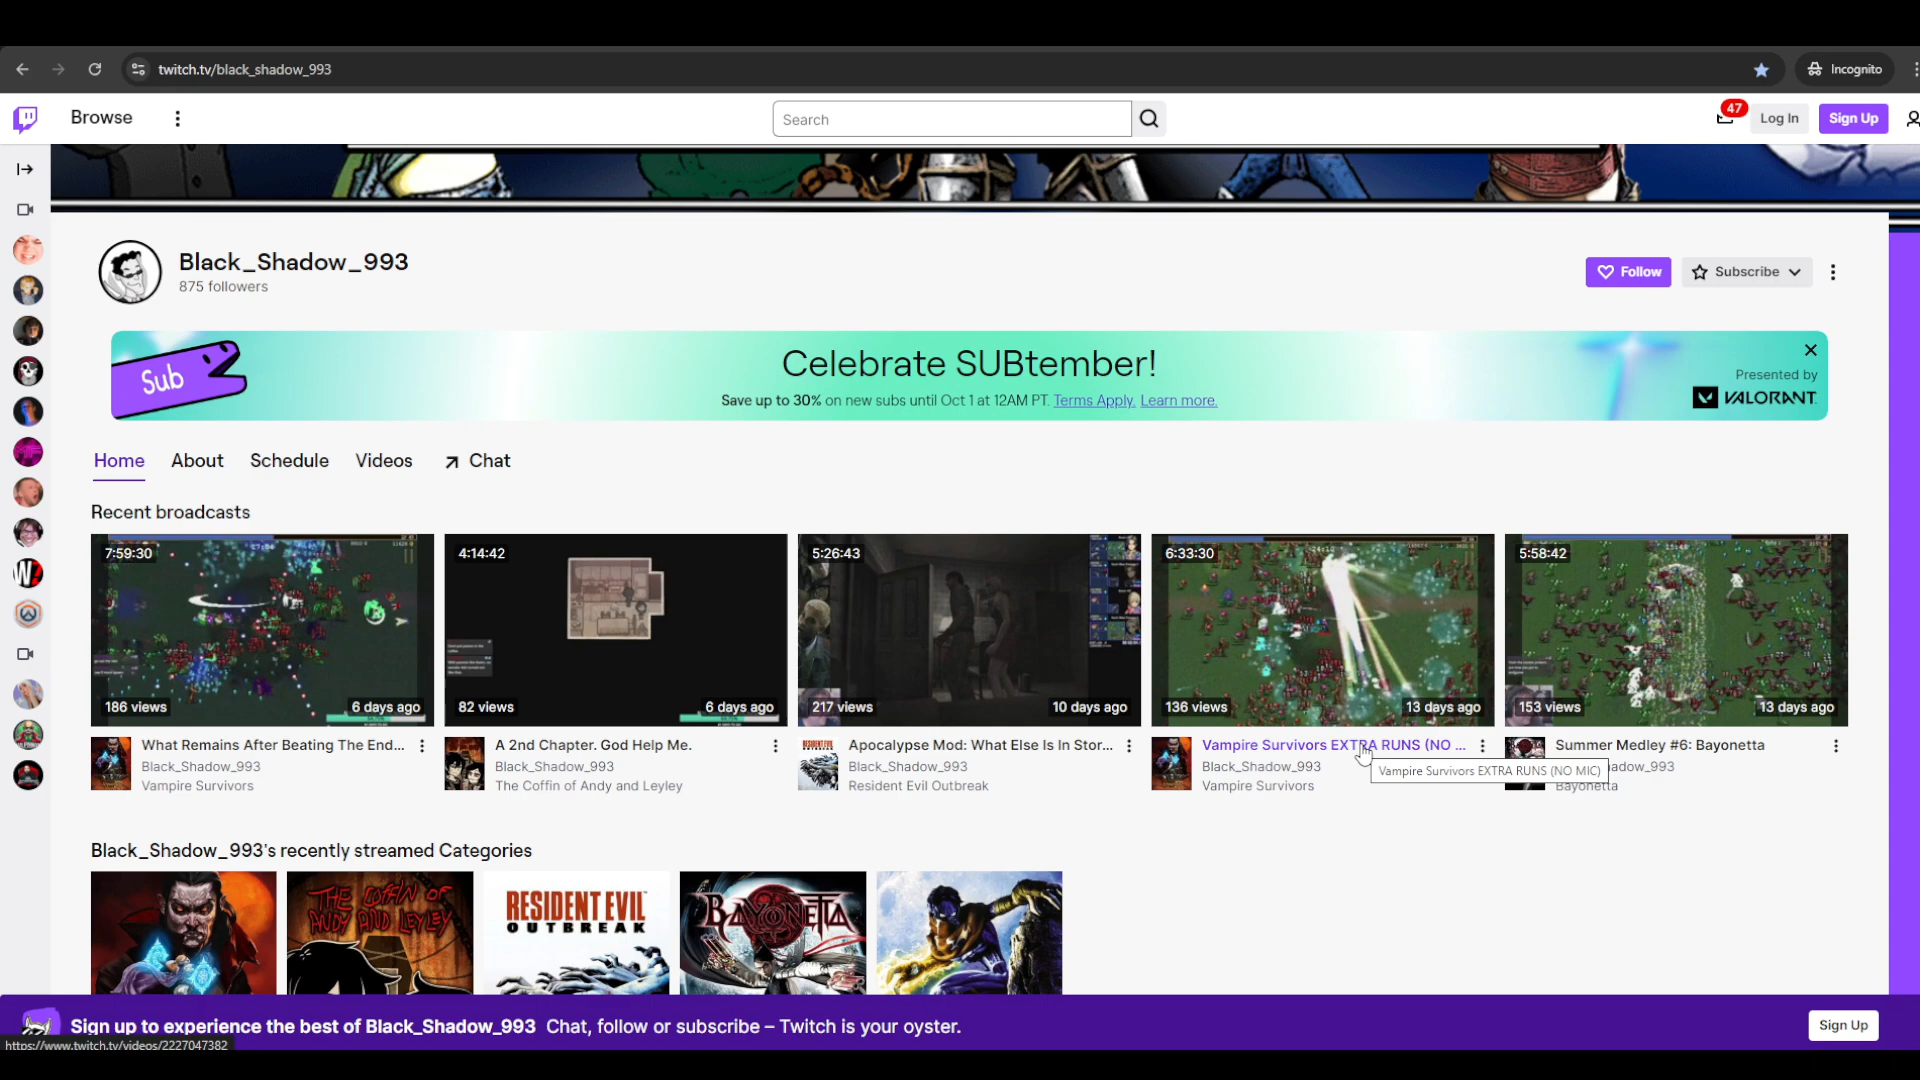 twitch.tv/black_shadow_993
Incognito
Browse
Search
47
Log In
Sign Up
Black_Shadow_993
875 followers
Follow
Subscribe
Sub
Celebrate SUBtember!
Save up to 30% on new subs until Oct 1 at 12AM PT. Terms Apply. Learn more.
Presented by
VALORANT
Home
About
Schedule
Videos
Chat
Recent broadcasts
7:59:30
186 views
6 days ago
4:14:42
82 views
6 days ago
5:26:43
217 views
10 days ago
6:33:30
136 views
13 days ago
5:58:42
153 views
13 days ago
What Remains After Beating The End...
Black_Shadow_993
Vampire Survivors
A 2nd Chapter. God Help Me.
Black_Shadow_993
The Coffin of Andy and Leyley
Apocalypse Mod: What Else Is In Stor...
Black_Shadow_993
Resident Evil Outbreak
Vampire Survivors EXTRA RUNS (NO ...
Black_Shadow_993
Vampire Survivors
Vampire Survivors EXTRA RUNS (NO MIC)
Summer Medley #6: Bayonetta
adow_993
Bayonetta
Black_Shadow_993's recently streamed Categories
THE COFFIN OF
ANDY AND LEYLEY
RESIDENT EVIL
OUTBREAK
BAYONETTA
Sign up to experience the best of Black_Shadow_993 Chat, follow or subscribe – Twitch is your oyster.
Sign Up
https://www.twitch.tv/videos/2227047382